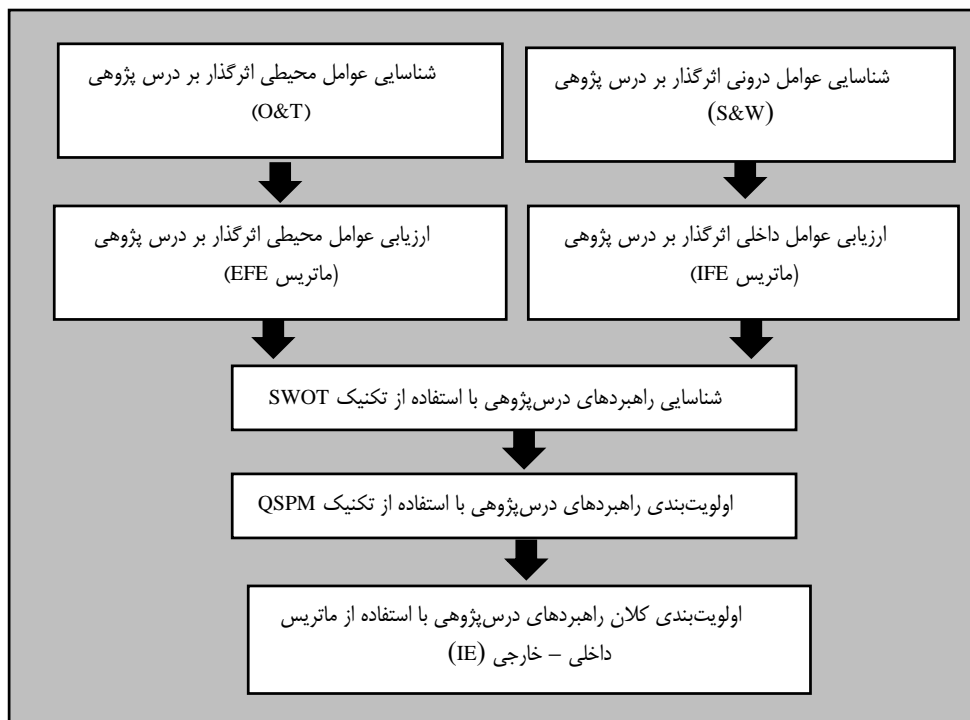 شناسایی عوامل درونی اثرگذار بر درس پژوهی
(S&W)
شناسایی عوامل محیطی اثرگذار بر درس پژوهی
(O&T)
ارزیابی عوامل داخلی اثرگذار بر درس پژوهی
(ماتریس IFE)
ارزیابی عوامل محیطی اثرگذار بر درس پژوهی
(ماتریس EFE)
شناسایی راهبردهای درس‌پژوهی با استفاده از تکنیک SWOT
اولویت‌بندی راهبردهای درس‌پژوهی با استفاده از تکنیک QSPM
اولویت‌بندی کلان راهبردهای درس‌پژوهی با استفاده از ماتریس
داخلی – خارجی (IE)